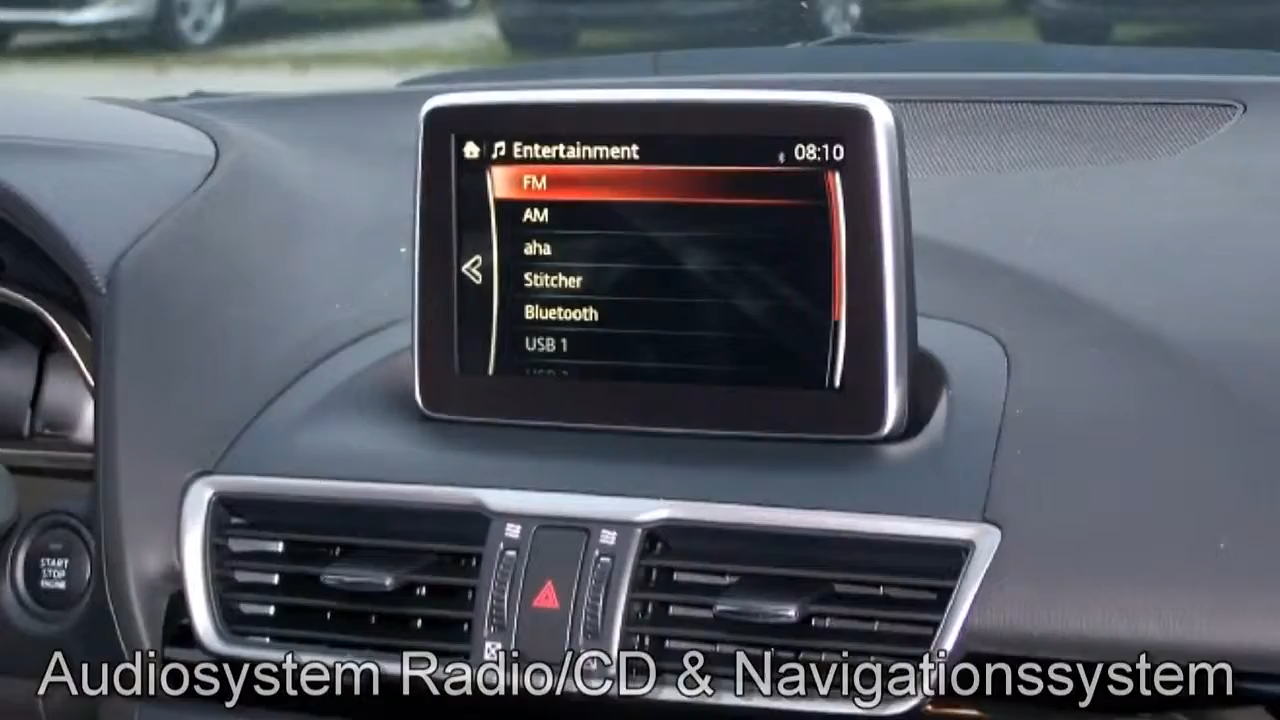 Entertainment
08:10
FM
AM
aha
Stitcher
Bluetooth
USB 1
START
STOP
ENGINE
Audiosystem Radio/CD & Navigationssystem